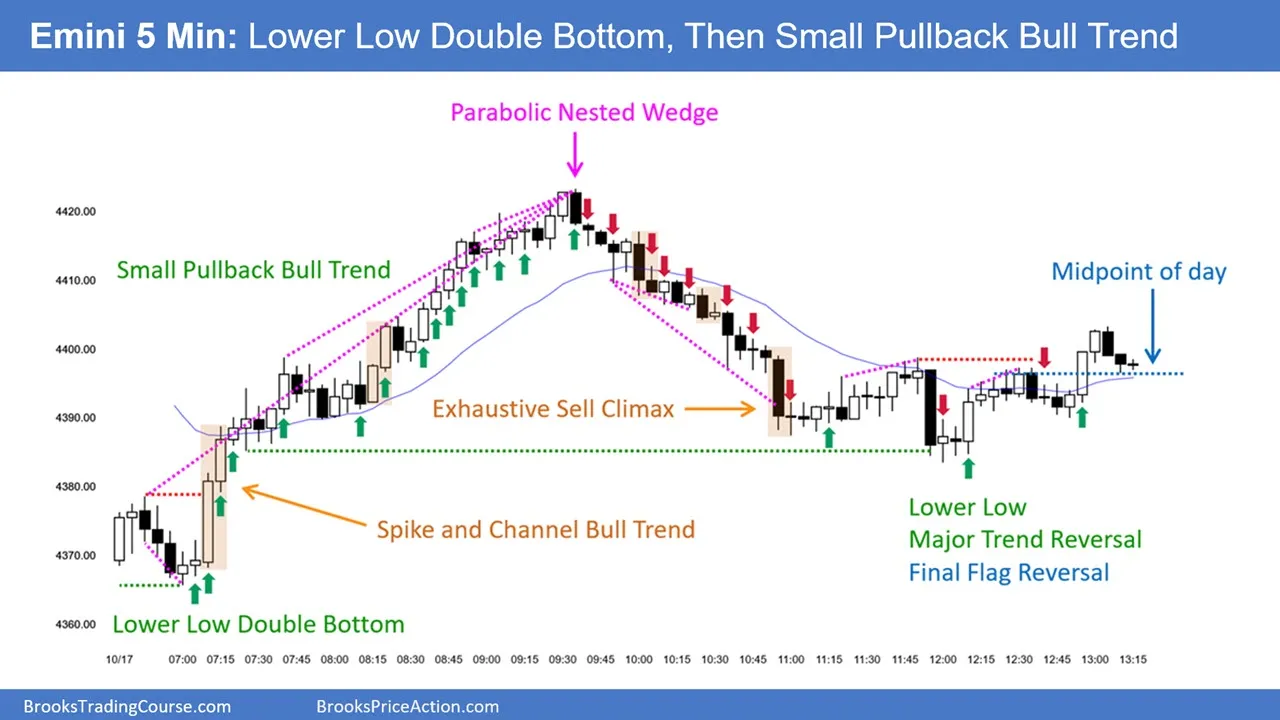 Emini 5 Min: Lower Low Double Bottom, Then Small Pullback Bull Trend
Parabolic Nested Wedge
4420.00
Small Pullback Bull Trend
Midpoint of day
4410.00
4400.00
4390.00
Exhaustive Sell Climax
4380.00
Spike and Channel Bull Trend
Lower Low
Major Trend Reversal
Final Flag Reversal
4370.00
4360.00
Lower Low Double Bottom
10/17 07:00 07:15 07:30 07:45 08:00 08:15 08:30 08:45 09:00 09:15 09:30 09:45 10:00 10:15 10:30 10:45 11:00 11:15 11:30 11:45 12:00 12:15 12:30 12:45 13:00 13:15
BrooksTradingCourse.com BrooksPriceAction.com